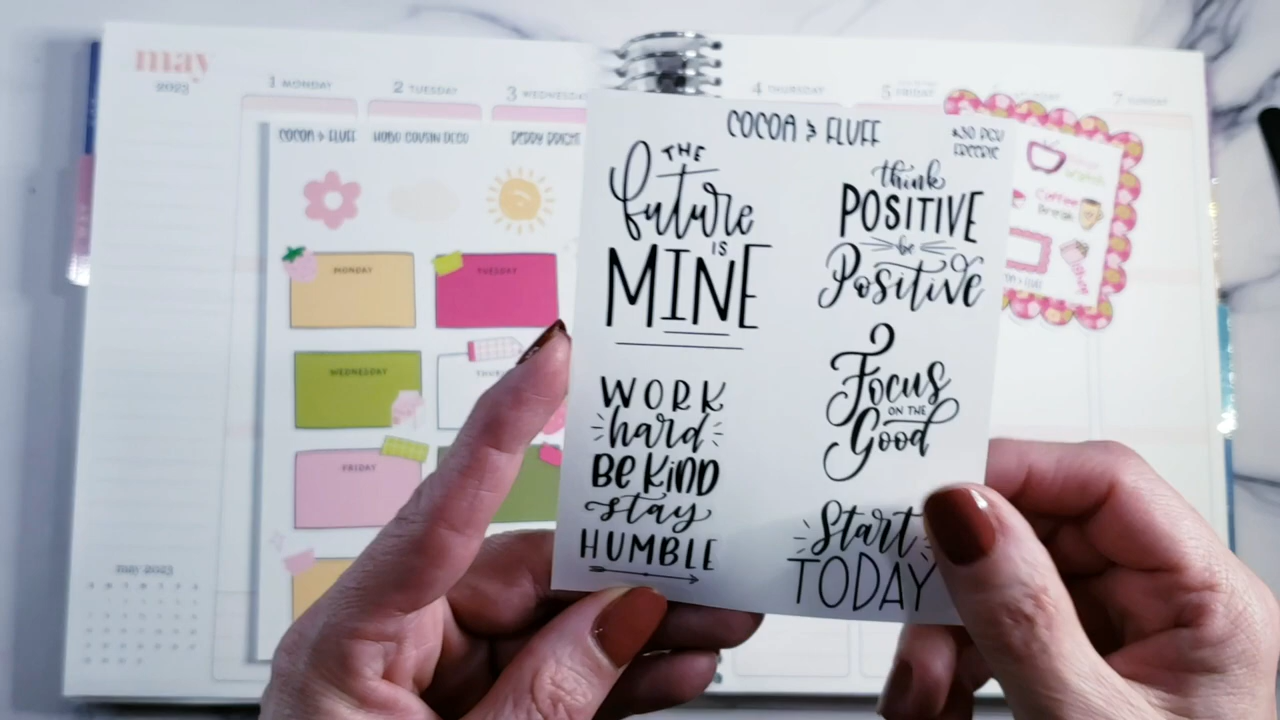 may
2023
1 MONDAY
2 TUESDAY
3 WEDNESDAY
4 THURSDAY
5 FRIDAY
7
COCOA & FLUFF
HOBO COUSIN DECO
MONDAY
TUESDAY
WEDNESDAY
FRIDAY
may 2023
COCOA & FLUFF
FREEBIE
THE
future
IS
MINE
WORK
hard
BE KIND
stay
HUMBLE
think
POSITIVE
be
Positive
Focus
ON THE
Good
Start
TODAY
Coffee
Break